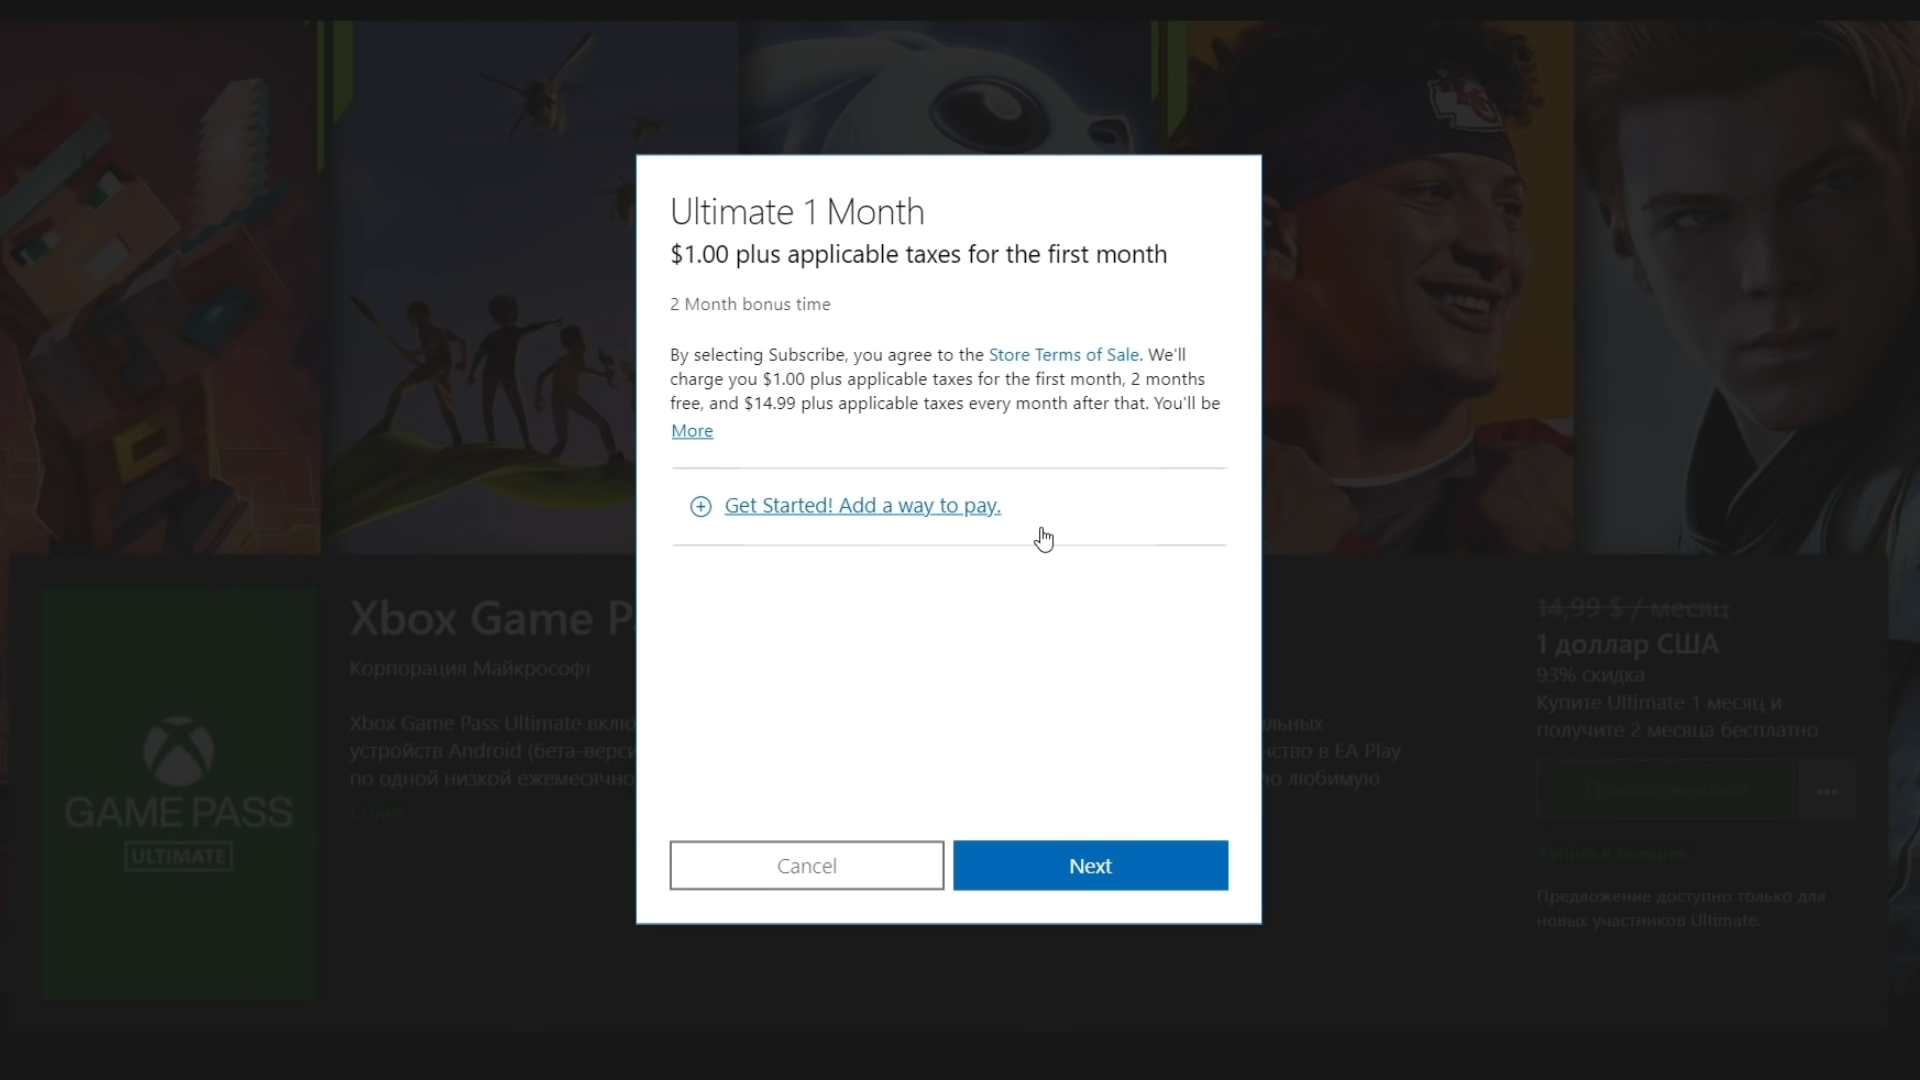 Ultimate 1 Month
$1.00 plus applicable taxes for the first month
2 Month bonus time
By selecting Subscribe, you agree to the Store Terms of Sale. We'll
charge you $1.00 plus applicable taxes for the first month, 2 months
free, and $14.99 plus applicable taxes every month after that. You'll be
More
Get Started! Add a way to pay.
Cancel
Next
Xbox Game P
Корпорация Майкрософт
Xbox Game Pass Ultimate вклю
льных
устройств Android (бета-верси
нство в EA Play
по одной низкой ежемесячно
ю любимую
Более
GAME PASS
ULTIMATE
14,99 $ / месяц
1 доллар США
93% скидка
Купите Ultimate 1 месяц и
получите 2 месяца бесплатно
Купить в подарок
Предложение доступно только для
новых участников Ultimate.